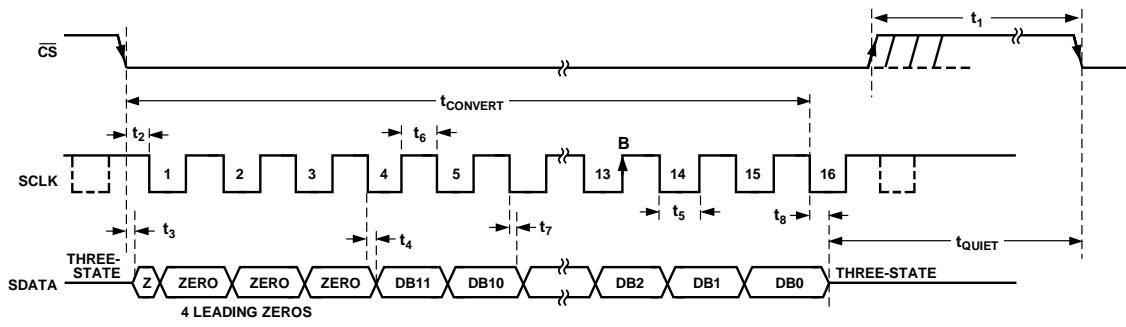 t1
CS
tCONVERT
t2
t6
B
SCLK
1
2
3
4
5
13
14
15
16
t3
t4
t7
t5
t8
tQUIET
THREE-
STATE
SDATA
Z
ZERO
ZERO
ZERO
DB11
DB10
DB2
DB1
DB0
THREE-STATE
4 LEADING ZEROS